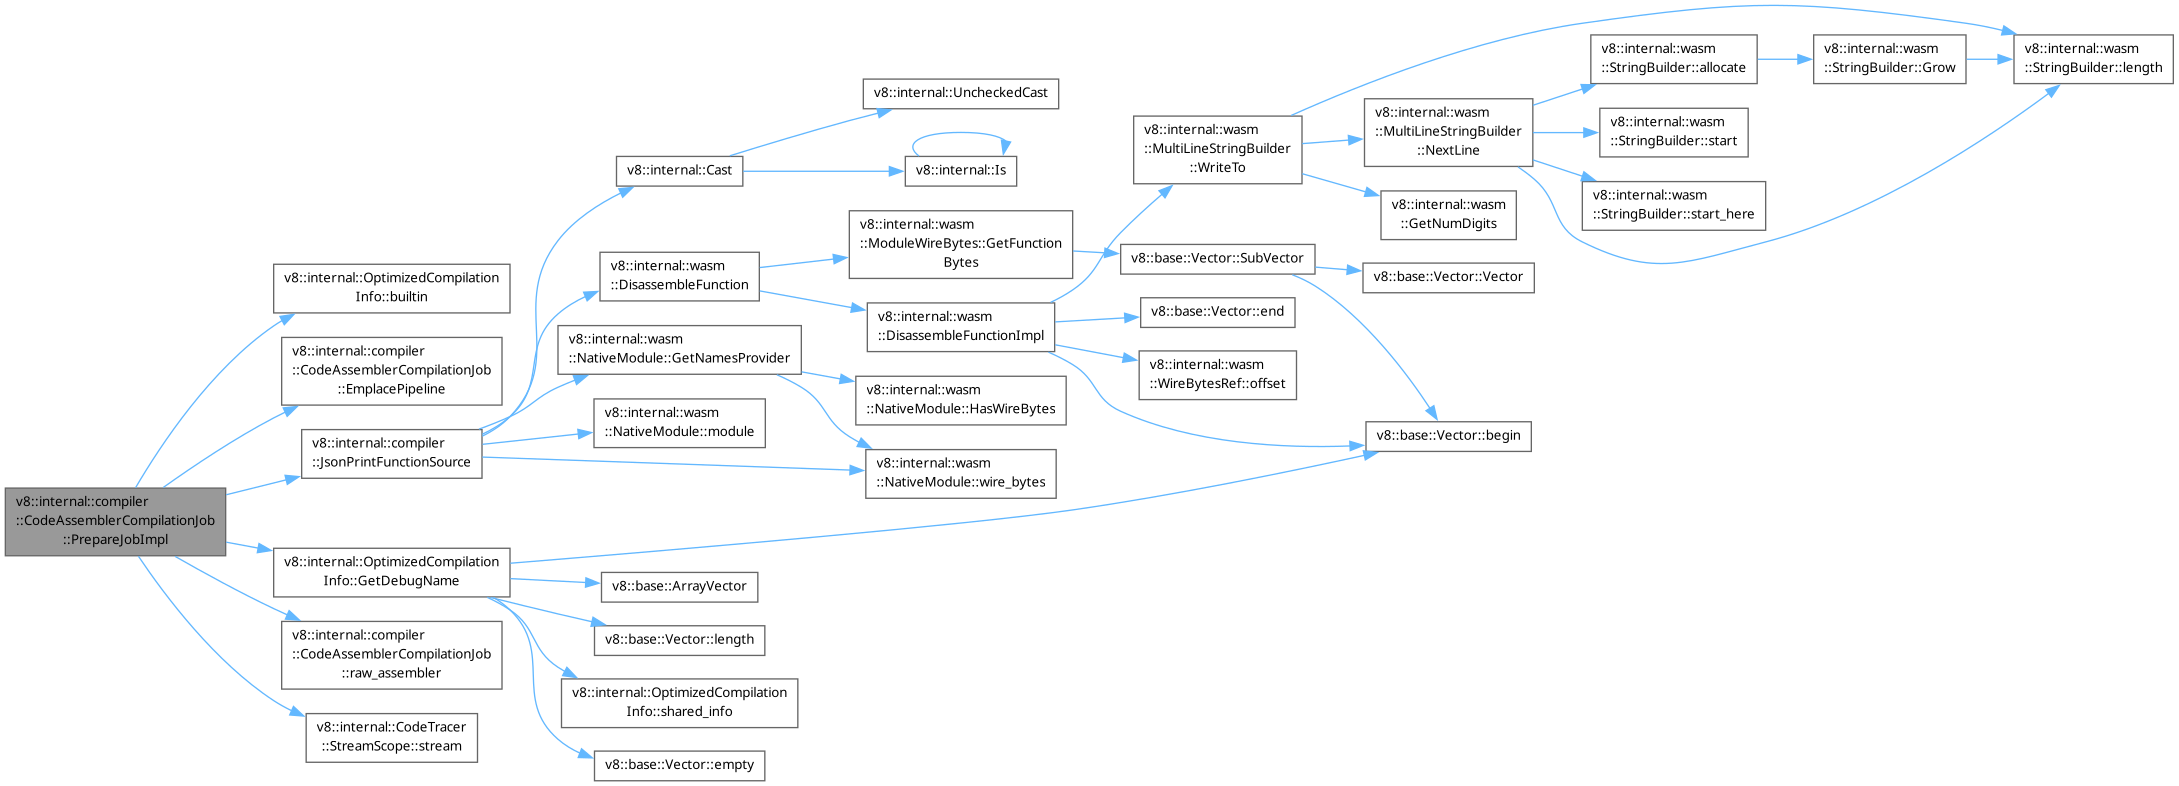 v8::internal::compiler
::CodeAssemblerCompilationJob
::PrepareJobImpl
v8::internal::OptimizedCompilation
Info::builtin
v8::internal::compiler
::CodeAssemblerCompilationJob
::EmplacePipeline
v8::internal::compiler
::JsonPrintFunctionSource
v8::internal::OptimizedCompilation
Info::GetDebugName
v8::internal::compiler
::CodeAssemblerCompilationJob
::raw_assembler
v8::internal::CodeTracer
::StreamScope::stream
v8::internal::Cast
v8::internal::wasm
::DisassembleFunction
v8::internal::wasm
::NativeModule::GetNamesProvider
v8::internal::wasm
::NativeModule::module
v8::base::ArrayVector
v8::base::Vector::length
v8::internal::OptimizedCompilation
Info::shared_info
v8::base::Vector::empty
v8::internal::UncheckedCast
v8::internal::Is
v8::internal::wasm
::ModuleWireBytes::GetFunction
Bytes
v8::internal::wasm
::DisassembleFunctionImpl
v8::internal::wasm
::NativeModule::HasWireBytes
v8::internal::wasm
::NativeModule::wire_bytes
v8::internal::wasm
::MultiLineStringBuilder
::WriteTo
v8::base::Vector::SubVector
v8::base::Vector::end
v8::internal::wasm
::WireBytesRef::offset
v8::internal::wasm
::MultiLineStringBuilder
::NextLine
v8::internal::wasm
::GetNumDigits
v8::base::Vector::Vector
v8::base::Vector::begin
v8::internal::wasm
::StringBuilder::allocate
v8::internal::wasm
::StringBuilder::start
v8::internal::wasm
::StringBuilder::start_here
v8::internal::wasm
::StringBuilder::Grow
v8::internal::wasm
::StringBuilder::length